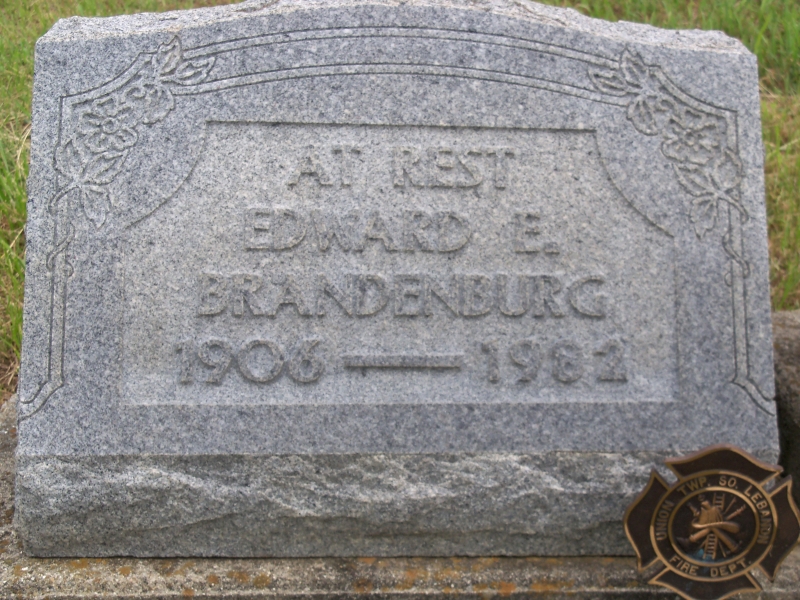 AT REST
EDWARD E.
BRANDENBURG
1906 — 1982
UNION TWP. SO. LEBANON
FIRE DEPT.